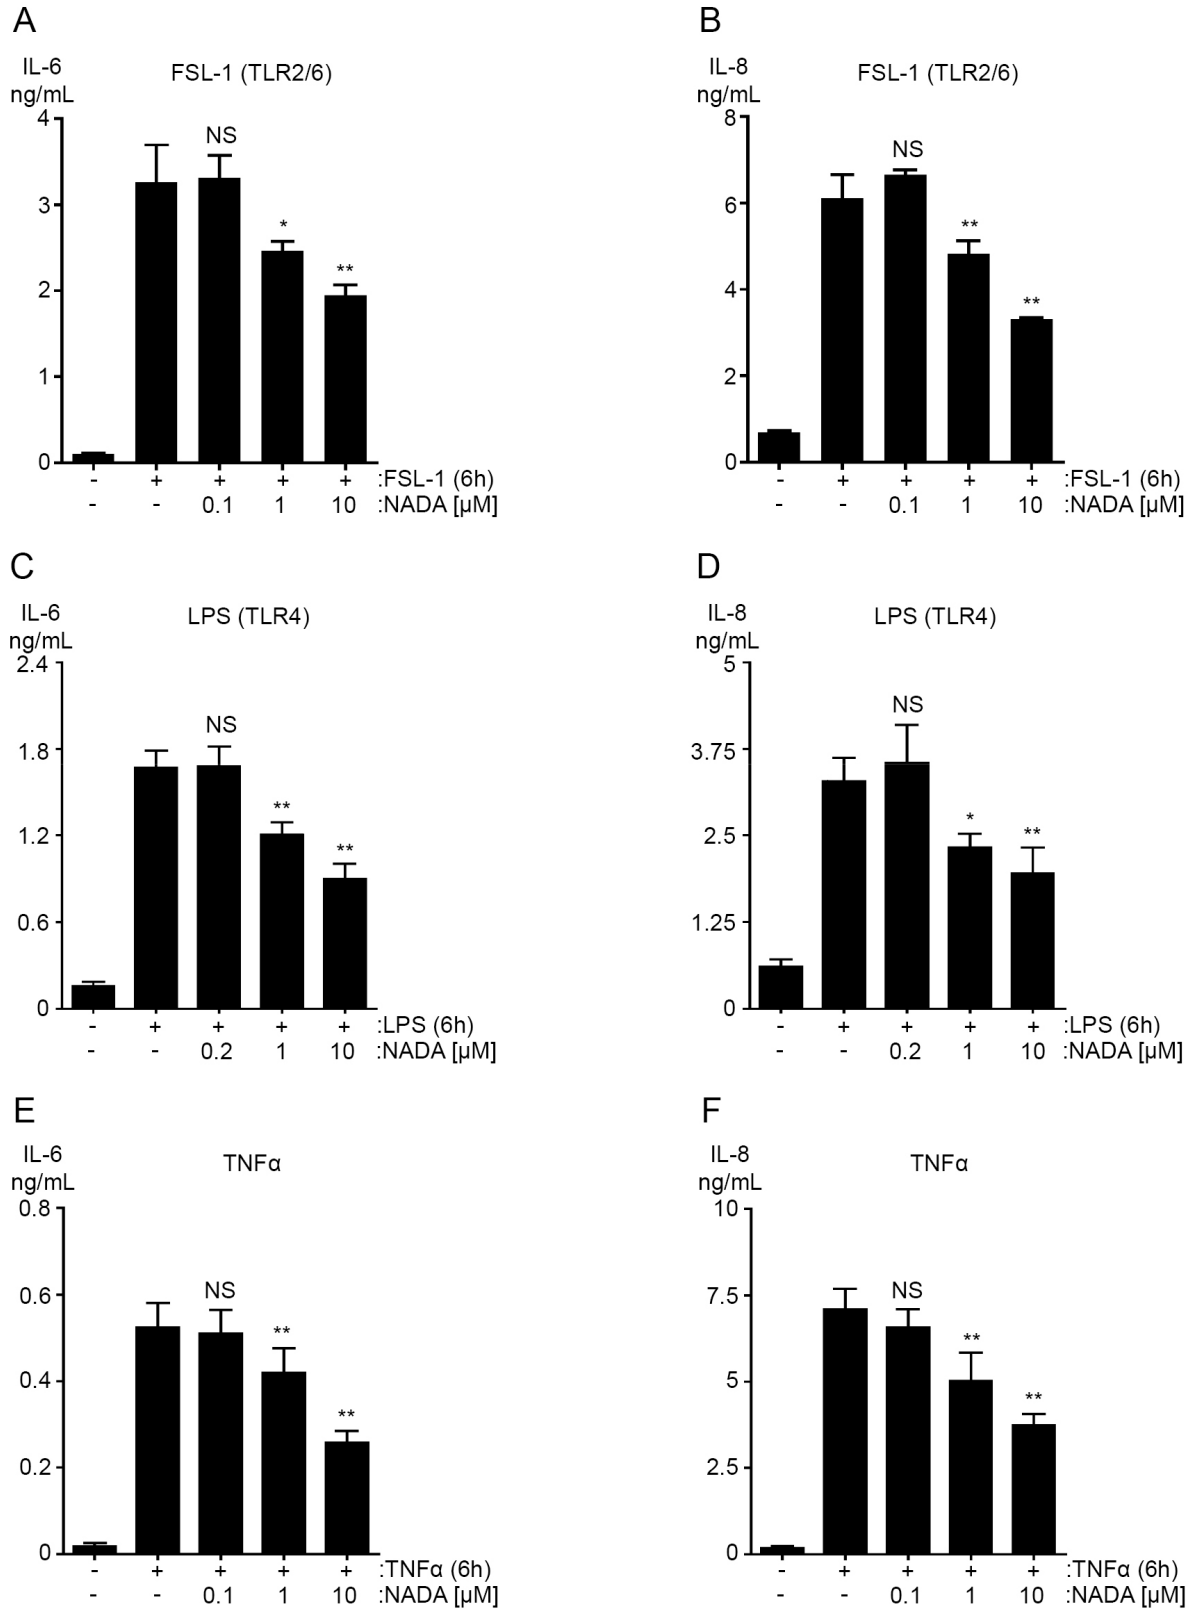 A
IL-6
ng/mL
FSL-1 (TLR2/6)
4
3
2
1
0
NS
*
**
- + + + + :FSL-1 (6h)
- - 0.1 1 10 :NADA [µM]
B
IL-8
ng/mL
FSL-1 (TLR2/6)
8
6
4
2
0
NS
**
**
- + + + + :FSL-1 (6h)
- - 0.1 1 10 :NADA [µM]
C
IL-6
ng/mL
LPS (TLR4)
2.4
1.8
1.2
0.6
0
NS
**
**
- + + + + :LPS (6h)
- - 0.2 1 10 :NADA [µM]
D
IL-8
ng/mL
LPS (TLR4)
5
3.75
2.5
1.25
0
NS
*
**
- + + + + :LPS (6h)
- - 0.2 1 10 :NADA [µM]
E
IL-6
ng/mL
TNFα
0.8
0.6
0.4
0.2
0
NS
**
**
- + + + + :TNFα (6h)
- - 0.1 1 10 :NADA [µM]
F
IL-8
ng/mL
TNFα
10
7.5
5
2.5
0
NS
**
**
- + + + + :TNFα (6h)
- - 0.1 1 10 :NADA [µM]